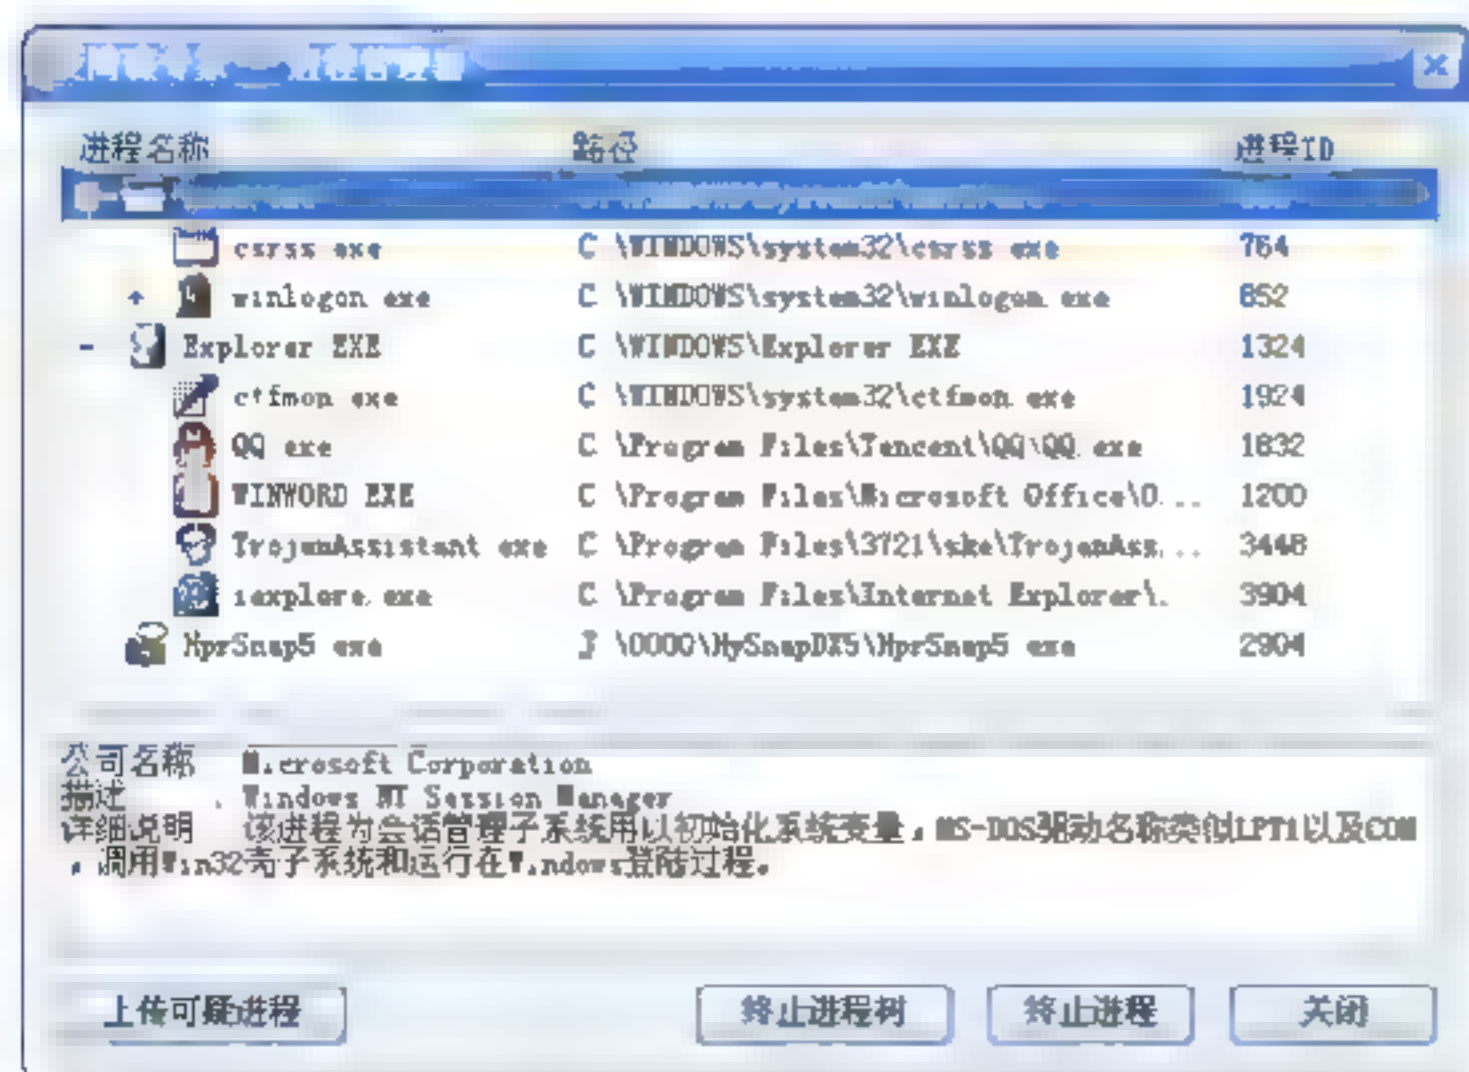 进程名称 路径 进程ID
csrss exe C \WINDOWS\system32\csrss exe 764
+ winlogon exe C \WINDOWS\system32\winlogon exe 852
- Explorer EXE C \WINDOWS\Explorer EXE 1324
ctfmon exe C \WINDOWS\system32\ctfmon exe 1924
QQ exe C \Program Files\Tencent\QQ\QQ exe 1832
WINWORD EXE C \Program Files\Microsoft Office\O... 1200
TrojanAssistant exe C \Program Files\3721\ske\TrojanAss... 3448
iexplore exe C \Program Files\Internet Explorer\. 3904
HprSnap5 exe J \0000\HySnapDX5\HprSnap5 exe 2904
公司名称 Microsoft Corporation
描述 Windows NT Session Manager
详细说明 该进程为会话管理子系统用以初始化系统变量，MS-DOS驱动名称类似LPT1以及COM
，调用Win32壳子系统和运行在Windows登陆过程。
上传可疑进程 终止进程树 终止进程 关闭